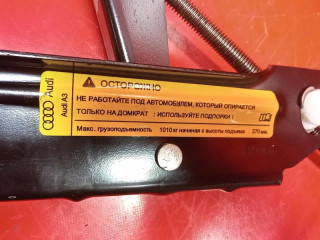 Audi
Audi A3
ОСТОРОЖНО
НЕ РАБОТАЙТЕ ПОД АВТОМОБИЛЕМ, КОТОРЫЙ ОПИРАЕТСЯ
ТОЛЬКО НА ДОМКРАТ : ИСПОЛЬЗУЙТЕ ПОДПОРКИ !
Макс. грузоподъемность 1010 кг начиная с высоты подъема 370 мм.